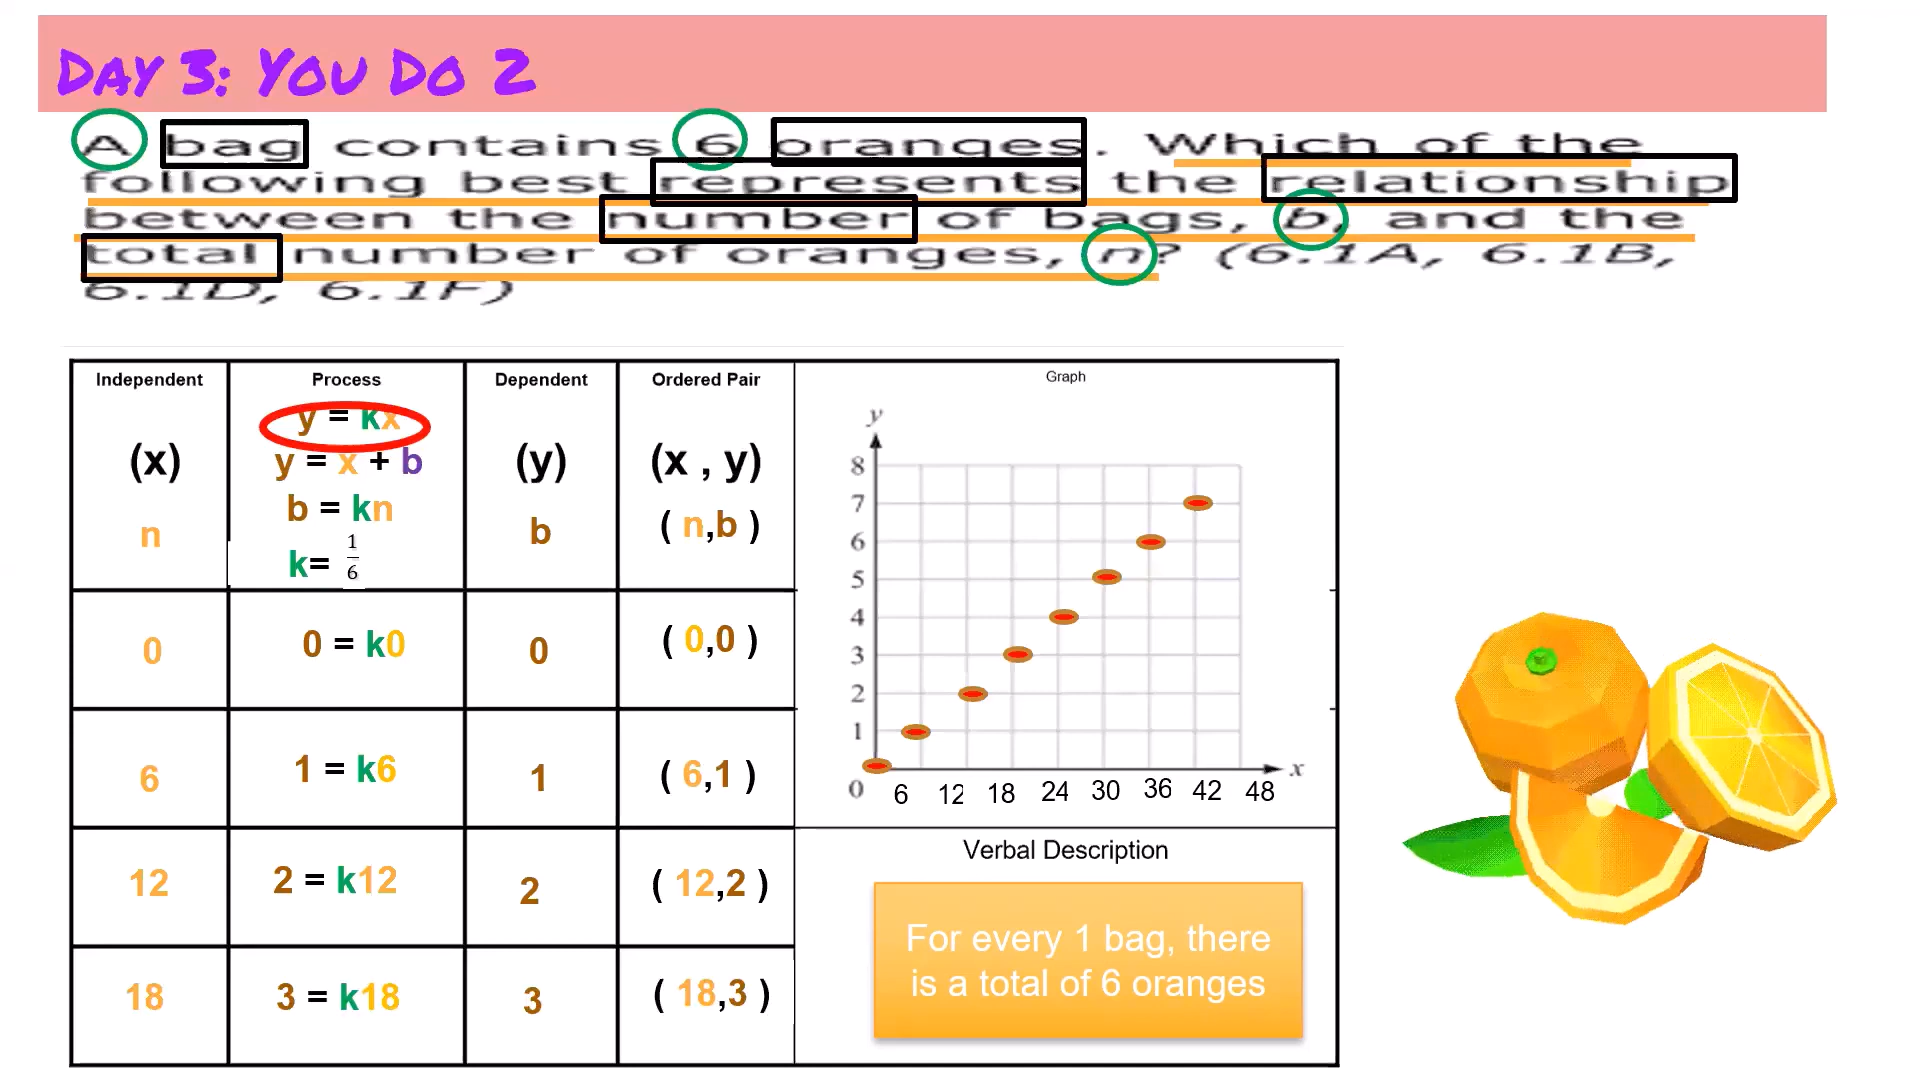 Day 3: You Do 2
A bag contains 6 oranges. Which of the
following best represents the relationship
between the number of bags, b, and the
total number of oranges, n? (6.1A, 6.1B,
6.1D, 6.1F)
Independent Process Dependent Ordered Pair Graph
y = kx
(x) y = x + b (y) (x , y)
n b = kn b ( n,b )
k= 1/6
0 0 = k0 0 ( 0,0 )
6 1 = k6 1 ( 6,1 )
12 2 = k12 2 ( 12,2 )
18 3 = k18 3 ( 18,3 )
y
8
7
6
5
4
3
2
1
0 6 12 18 24 30 36 42 48 x
Verbal Description
For every 1 bag, there
is a total of 6 oranges